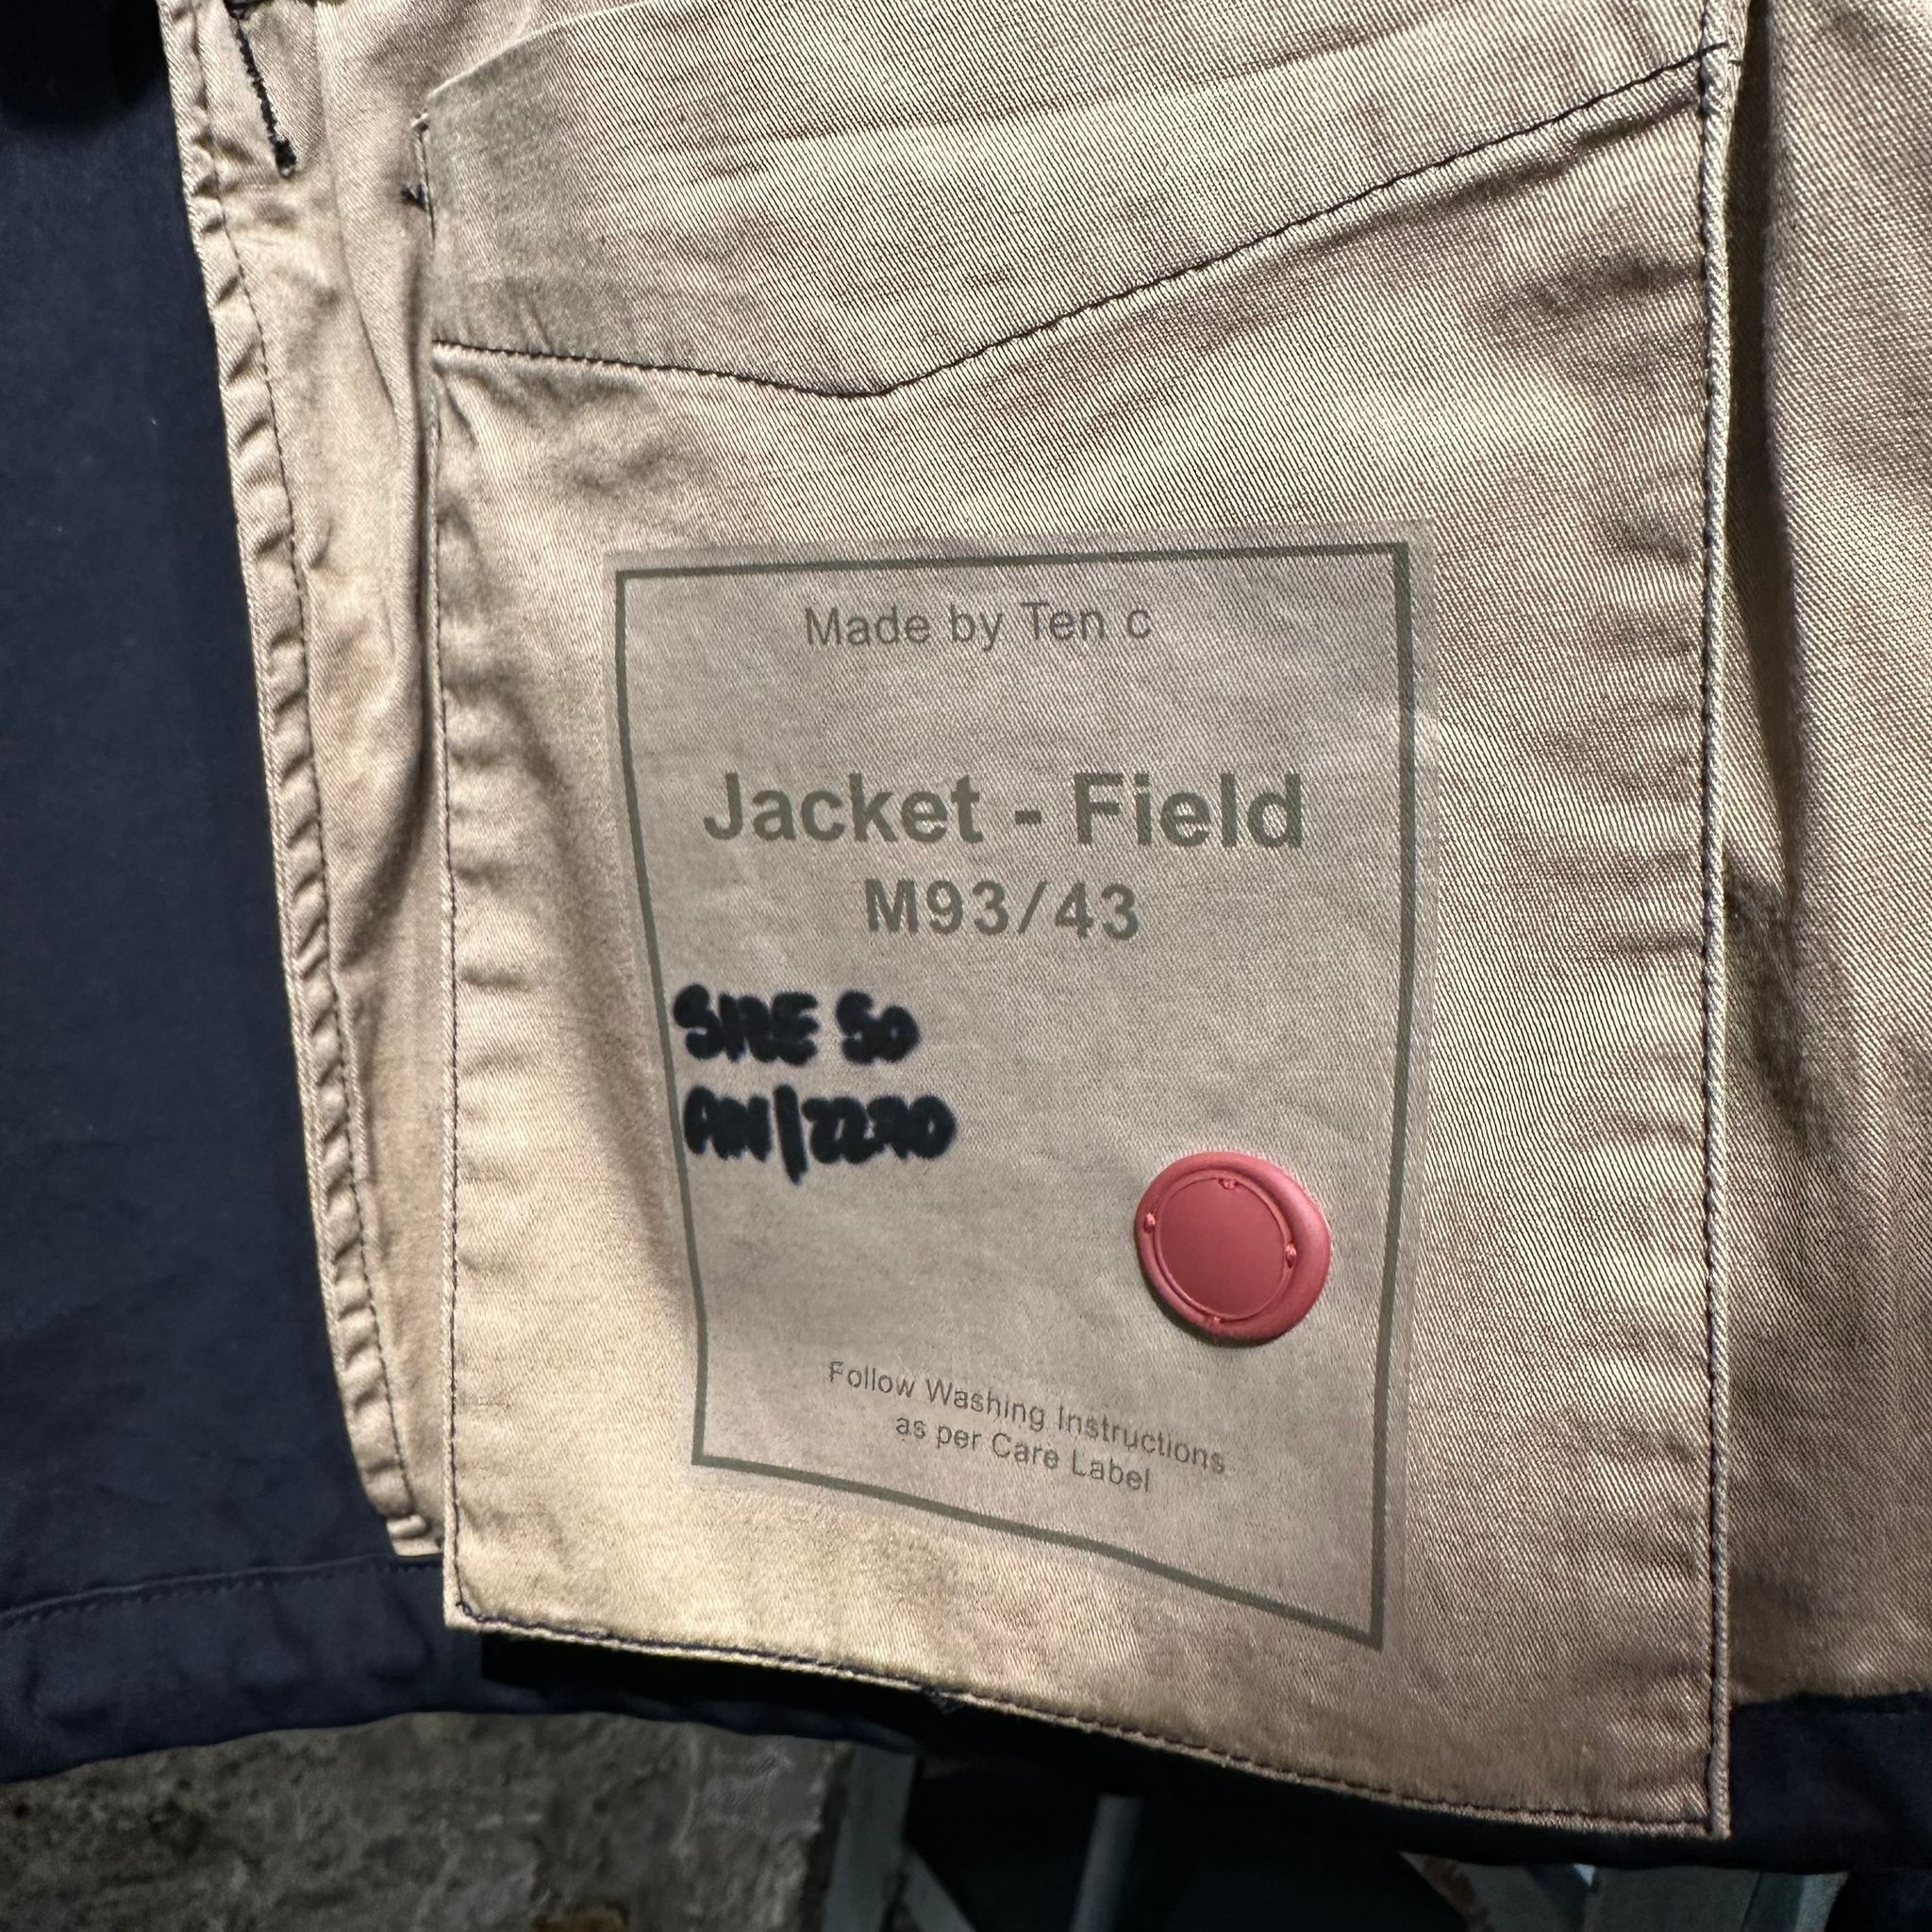 Made by Ten c
Jacket - Field
M93/43
SIZE 50
Follow Washing Instructions
as per Care Label